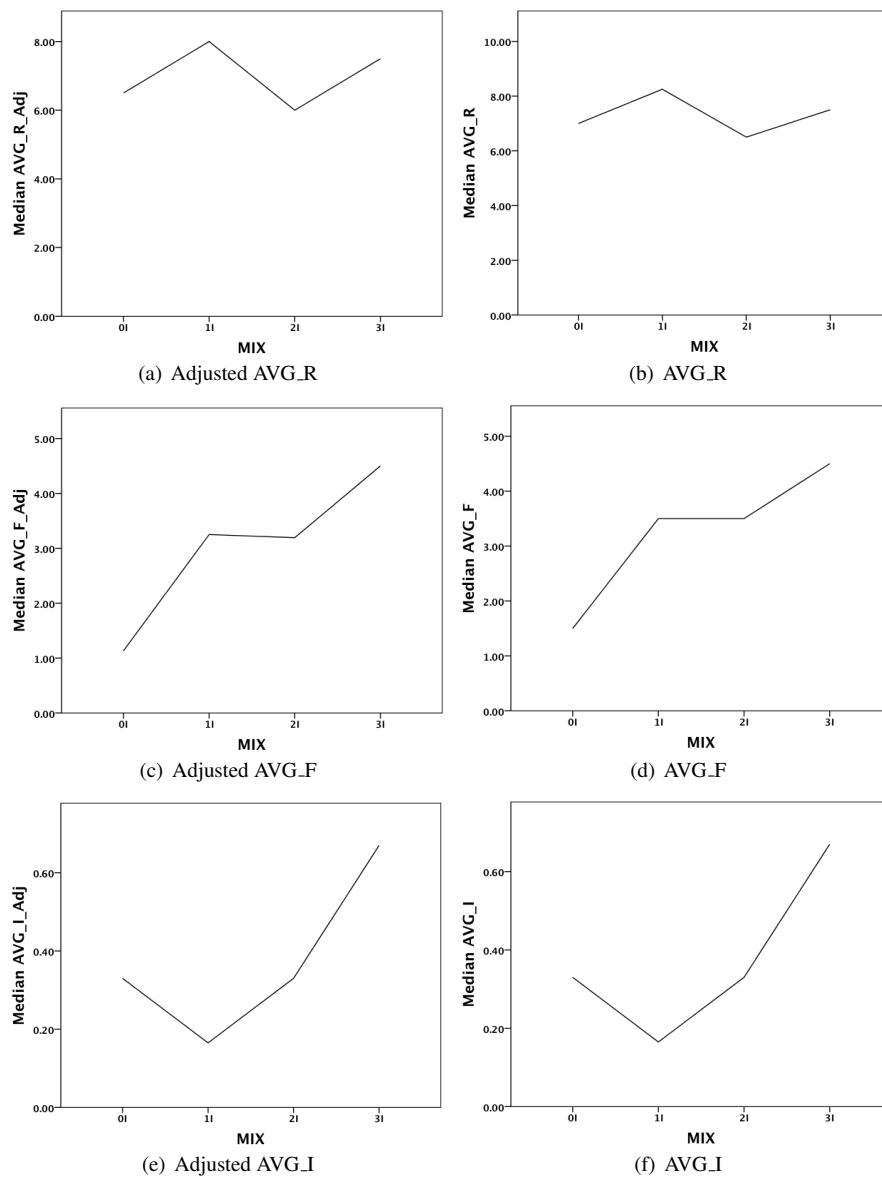 Median AVG_R_Adj
8.00
6.00
4.00
2.00
0.00
0I 1I 2I 3I
MIX
(a) Adjusted AVG_R
Median AVG_R
10.00
8.00
6.00
4.00
2.00
0.00
0I 1I 2I 3I
MIX
(b) AVG_R
Median AVG_F_Adj
5.00
4.00
3.00
2.00
1.00
0.00
0I 1I 2I 3I
MIX
(c) Adjusted AVG_F
Median AVG_F
5.00
4.00
3.00
2.00
1.00
0.00
0I 1I 2I 3I
MIX
(d) AVG_F
Median AVG_I_Adj
0.60
0.40
0.20
0.00
0I 1I 2I 3I
MIX
(e) Adjusted AVG_I
Median AVG_I
0.60
0.40
0.20
0.00
0I 1I 2I 3I
MIX
(f) AVG_I